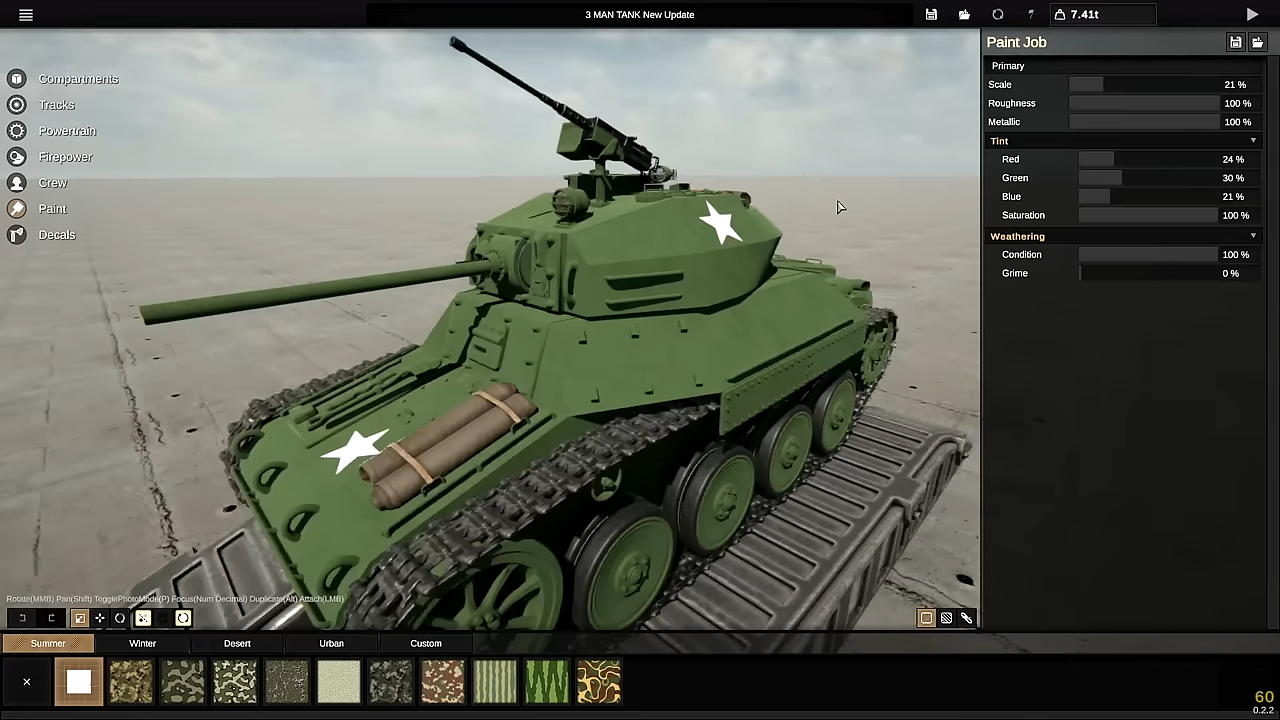 3 MAN TANK New Update
7.41t
Compartments
Tracks
Powertrain
Firepower
Crew
Paint
Decals
Paint Job
Primary
Scale 21 %
Roughness 100 %
Metallic 100 %
Tint
Red 24 %
Green 30 %
Blue 21 %
Saturation 100 %
Weathering
Condition 100 %
Grime 0 %
Rotate(MMB) Pan(Shift) TogglePhotoMode(P) Focus(Num Decimal) Duplicate(Alt) Attach(LMB)
Summer Winter Desert Urban Custom
60
0.2.2